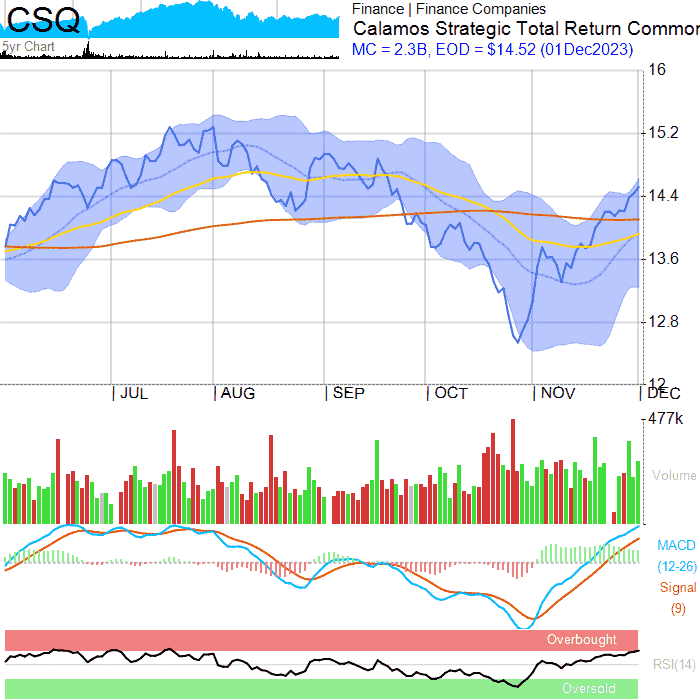 CSQ
5yr Chart
Finance | Finance Companies
Calamos Strategic Total Return Common
MC = 2.3B, EOD = $14.52 (01Dec2023)
16
15.2
14.4
13.6
12.8
12
| JUL | AUG | SEP | OCT | NOV | DEC
477k
Volume
MACD
(12-26)
Signal
(9)
Overbought
RSI(14)
Oversold